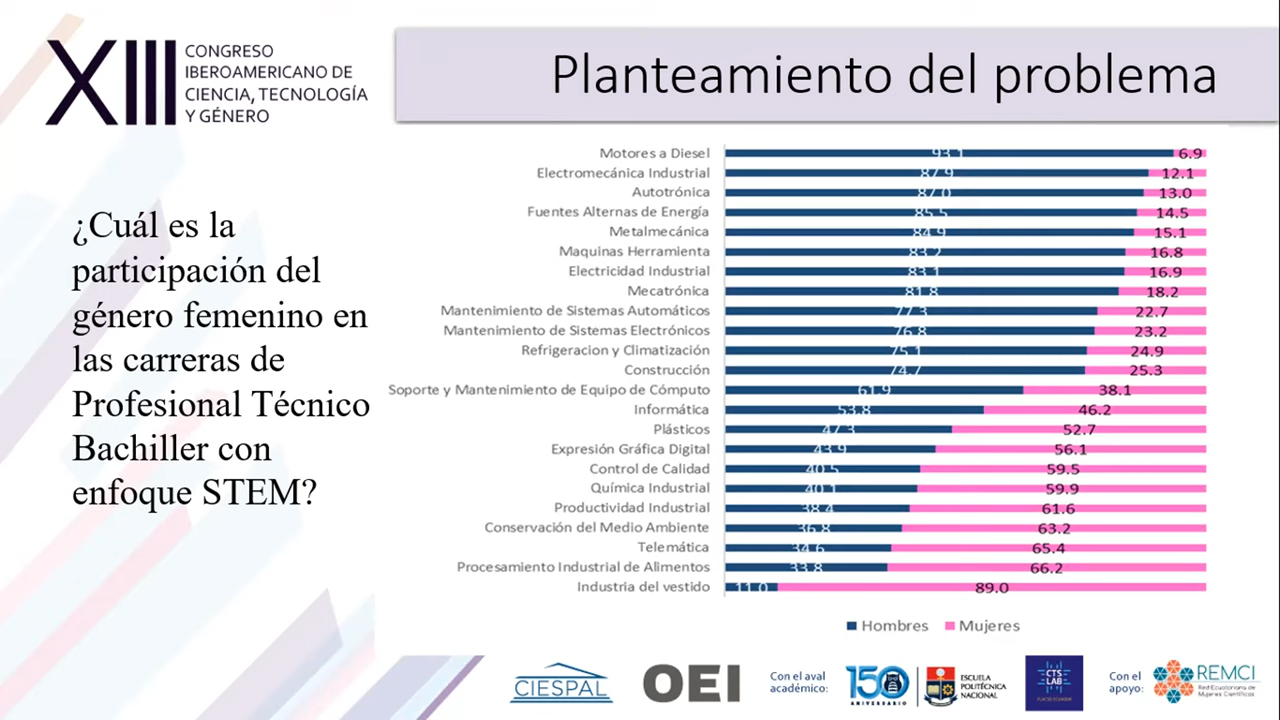 XIII
CONGRESO
IBEROAMERICANO DE
CIENCIA, TECNOLOGÍA
Y GÉNERO
Planteamiento del problema
¿Cuál es la
participación del
género femenino en
las carreras de
Profesional Técnico
Bachiller con
enfoque STEM?
Motores a Diesel 93.1 6.9
Electromecánica Industrial 87.9 12.1
Autotrónica 87.0 13.0
Fuentes Alternas de Energía 85.5 14.5
Metalmecánica 84.9 15.1
Maquinas Herramienta 83.2 16.8
Electricidad Industrial 83.1 16.9
Mecatrónica 81.8 18.2
Mantenimiento de Sistemas Automáticos 77.3 22.7
Mantenimiento de Sistemas Electrónicos 76.8 23.2
Refrigeracion y Climatización 75.1 24.9
Construcción 74.7 25.3
Soporte y Mantenimiento de Equipo de Cómputo 61.9 38.1
Informática 53.8 46.2
Plásticos 47.3 52.7
Expresión Gráfica Digital 43.9 56.1
Control de Calidad 40.5 59.5
Química Industrial 40.1 59.9
Productividad Industrial 38.4 61.6
Conservación del Medio Ambiente 36.8 63.2
Telemática 34.6 65.4
Procesamiento Industrial de Alimentos 33.8 66.2
Industria del vestido 11.0 89.0
Hombres Mujeres
CIESPAL
OEI
Con el aval
académico:
150
ANIVERSARIO
ESCUELA
POLITÉCNICA
NACIONAL
CTS
LAB
FLACSO ECUADOR
Con el
apoyo:
REMCI
Red Ecuatoriana de
Mujeres Científicas